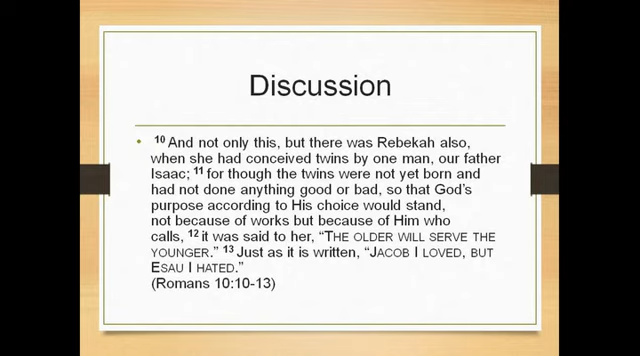 Discussion
• 10 And not only this, but there was Rebekah also,
when she had conceived twins by one man, our father
Isaac; 11 for though the twins were not yet born and
had not done anything good or bad, so that God's
purpose according to His choice would stand,
not because of works but because of Him who
calls, 12 it was said to her, “THE OLDER WILL SERVE THE
YOUNGER.” 13 Just as it is written, “JACOB I LOVED, BUT
ESAU I HATED.”
(Romans 10:10-13)